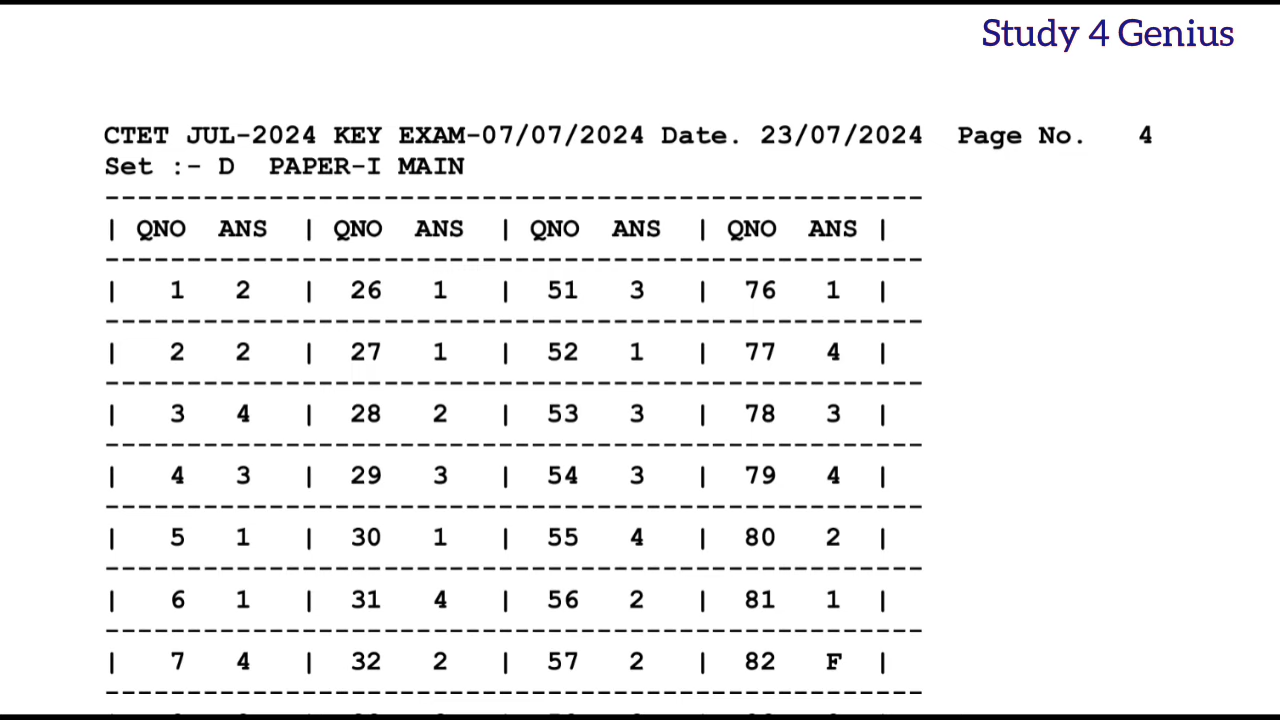 Study 4 Genius
CTET JUL-2024 KEY EXAM-07/07/2024 Date. 23/07/2024 Page No. 4
Set :- D PAPER-I MAIN
------------------------------------------------
| QNO ANS | QNO ANS | QNO ANS | QNO ANS |
------------------------------------------------
| 1 2 | 26 1 | 51 3 | 76 1 |
------------------------------------------------
| 2 2 | 27 1 | 52 1 | 77 4 |
------------------------------------------------
| 3 4 | 28 2 | 53 3 | 78 3 |
------------------------------------------------
| 4 3 | 29 3 | 54 3 | 79 4 |
------------------------------------------------
| 5 1 | 30 1 | 55 4 | 80 2 |
------------------------------------------------
| 6 1 | 31 4 | 56 2 | 81 1 |
------------------------------------------------
| 7 4 | 32 2 | 57 2 | 82 F |
------------------------------------------------